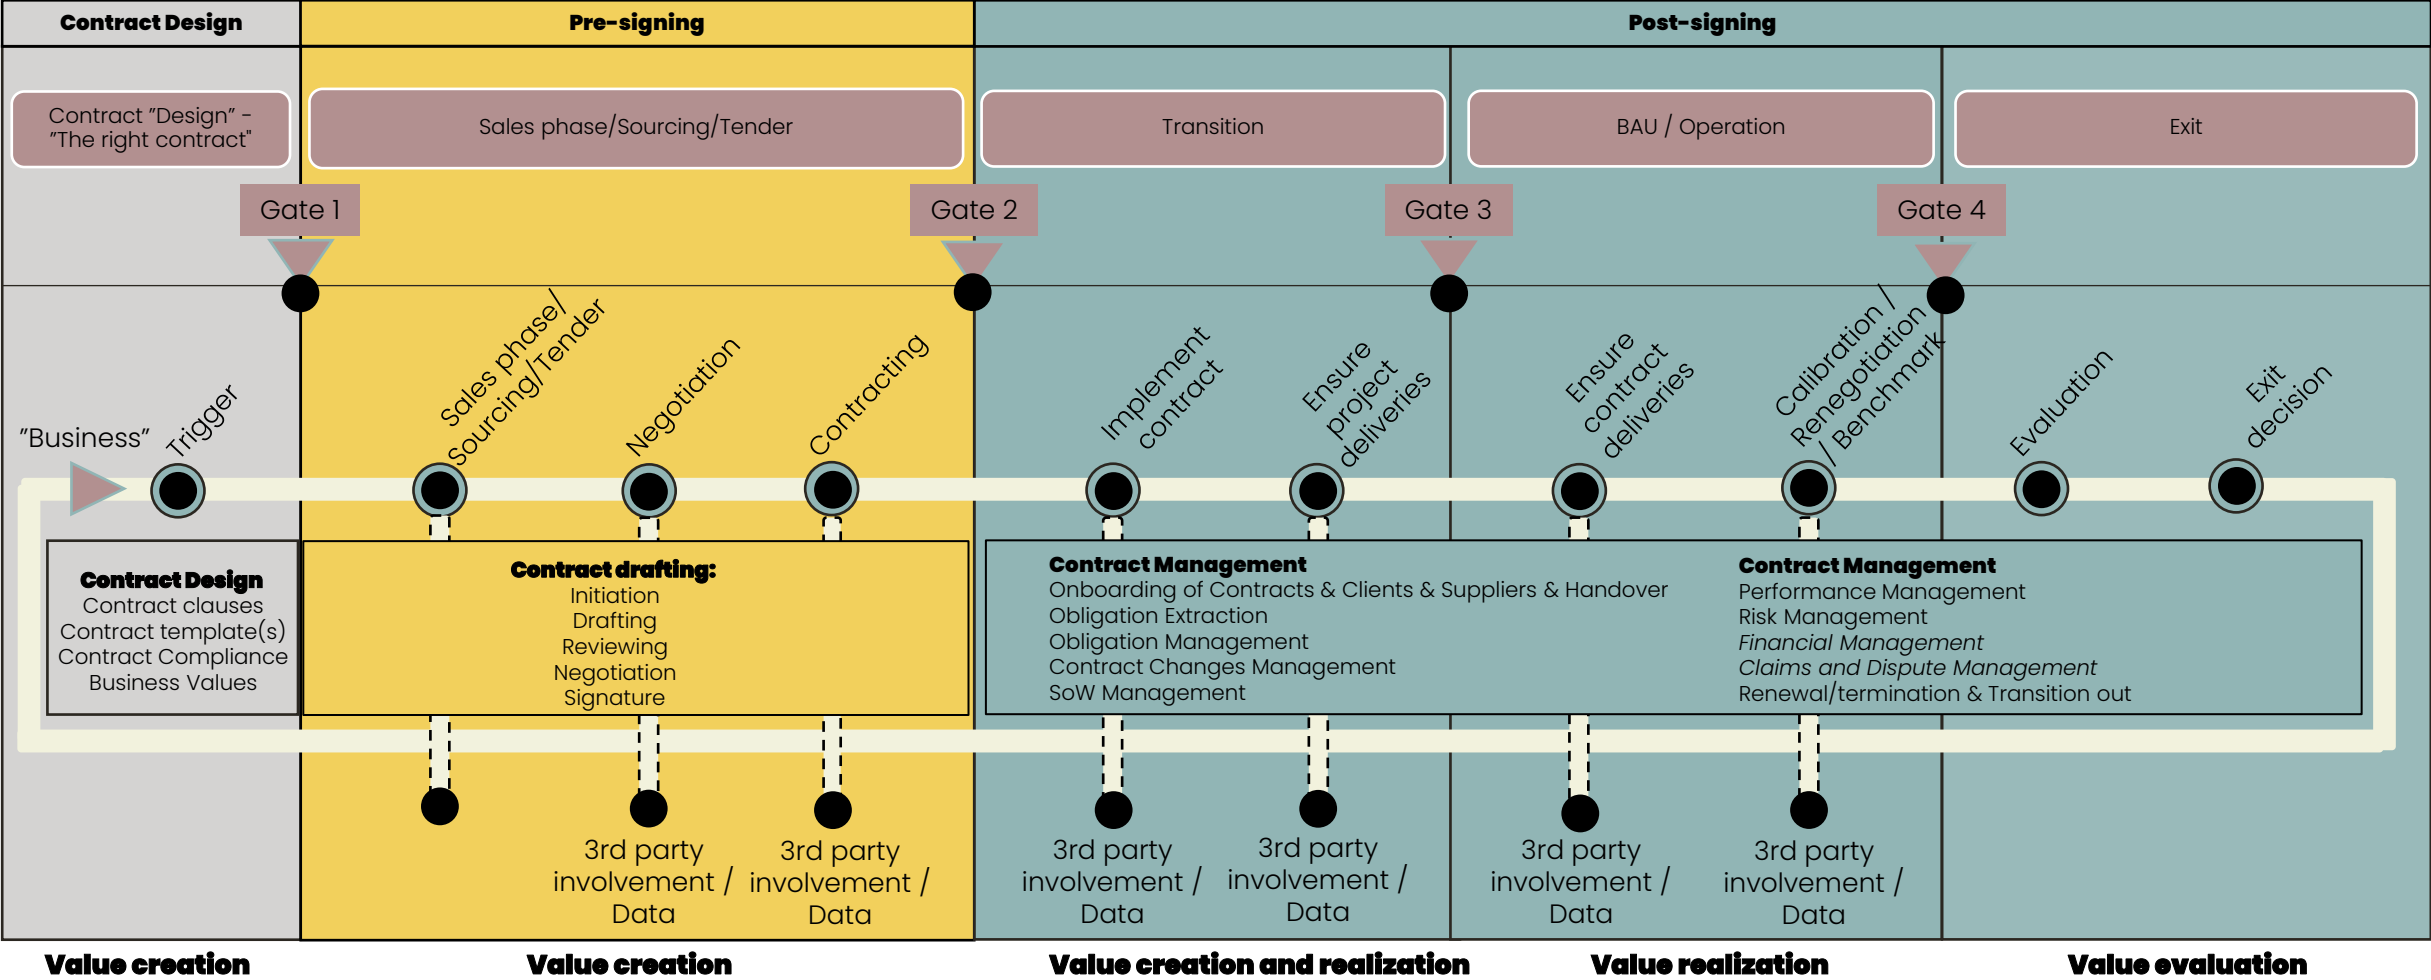 Contract Design
Pre-signing
Post-signing
Contract ”Design” -
”The right contract"
Sales phase/Sourcing/Tender
Transition
BAU / Operation
Exit
Gate 1
Gate 2
Gate 3
Gate 4
”Business”
Trigger
Sales phase/
Sourcing/Tender
Negotiation
Contracting
Implement
contract
Ensure
project
deliveries
Ensure
contract
deliveries
Calibration /
Renegotiation
/ Benchmark
Evaluation
Exit
decision
Contract Design
Contract clauses
Contract template(s)
Contract Compliance
Business Values
Contract drafting:
Initiation
Drafting
Reviewing
Negotiation
Signature
Contract Management
Onboarding of Contracts & Clients & Suppliers & Handover
Obligation Extraction
Obligation Management
Contract Changes Management
SoW Management
Contract Management
Performance Management
Risk Management
Financial Management
Claims and Dispute Management
Renewal/termination & Transition out
3rd party
involvement /
Data
3rd party
involvement /
Data
3rd party
involvement /
Data
3rd party
involvement /
Data
3rd party
involvement /
Data
3rd party
involvement /
Data
Value creation
Value creation
Value creation and realization
Value realization
Value evaluation